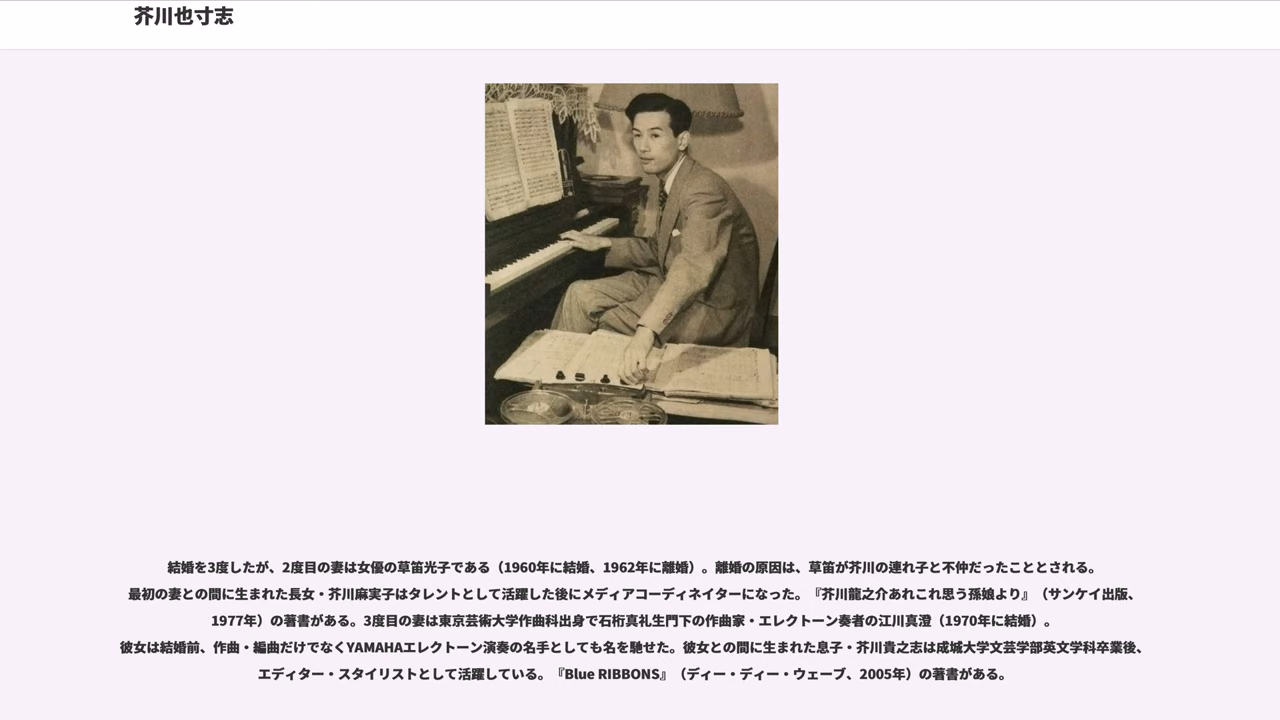 芥川也寸志
結婚を3度したが、2度目の妻は女優の草笛光子である（1960年に結婚、1962年に離婚）。離婚の原因は、草笛が芥川の連れ子と不仲だったこととされる。
最初の妻との間に生まれた長女・芥川麻実子はタレントとして活躍した後にメディアコーディネイターになった。『芥川龍之介あれこれ思う孫娘より』（サンケイ出版、
1977年）の著書がある。3度目の妻は東京芸術大学作曲科出身で石桁真礼生門下の作曲家・エレクトーン奏者の江川真澄（1970年に結婚）。
彼女は結婚前、作曲・編曲だけでなくYAMAHAエレクトーン演奏の名手としても名を馳せた。彼女との間に生まれた息子・芥川貴之志は成城大学文芸学部英文学科卒業後、
エディター・スタイリストとして活躍している。『Blue RIBBONS』（ディー・ディー・ウェーブ、2005年）の著書がある。